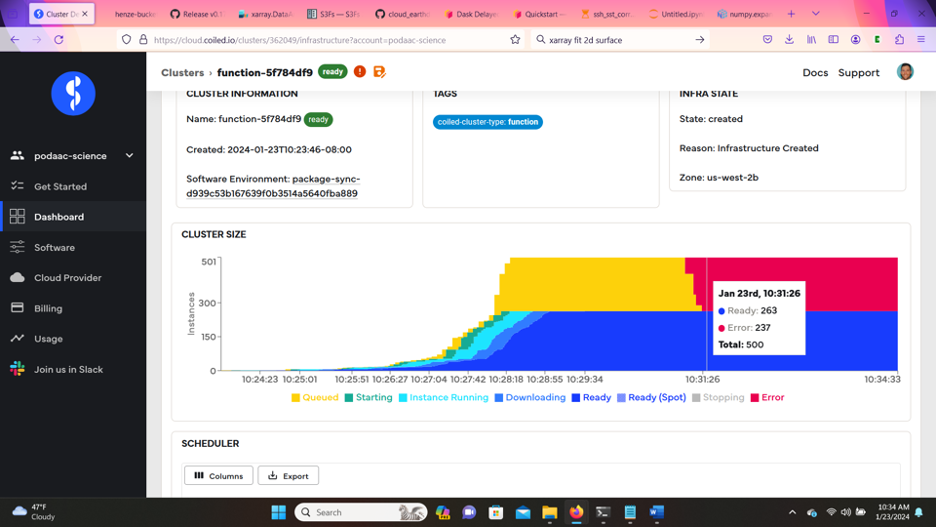 Cluster De
henze-bucke
Release v0.1
xarray.DataA
S3Fs — S3Fs
cloud_earth
Dask Delaye
Quickstart —
ssh_sst_corr
Untitled.ipyn
numpy.expa
https://cloud.coiled.io/clusters/362049/infrastructure?account=podaac-science
xarray fit 2d surface
Clusters › function-5f784df9 ready
Docs Support
podaac-science
Get Started
Dashboard
Software
Cloud Provider
Billing
Usage
Join us in Slack
CLUSTER INFORMATION
Name: function-5f784df9 ready
Created: 2024-01-23T10:23:46-08:00
Software Environment: package-sync-
d939c53b167639f0b3514a5640fba889
TAGS
coiled-cluster-type: function
INFRA STATE
State: created
Reason: Infrastructure Created
Zone: us-west-2b
CLUSTER SIZE
Instances
501
300
150
0
10:24:23 10:25:01 10:25:51 10:26:27 10:27:04 10:27:42 10:28:18 10:28:55 10:29:34 10:31:26 10:34:33
Jan 23rd, 10:31:26
Ready: 263
Error: 237
Total: 500
Queued Starting Instance Running Downloading Ready Ready (Spot) Stopping Error
SCHEDULER
Columns Export
47°F
Cloudy
Search
10:34 AM
1/23/2024